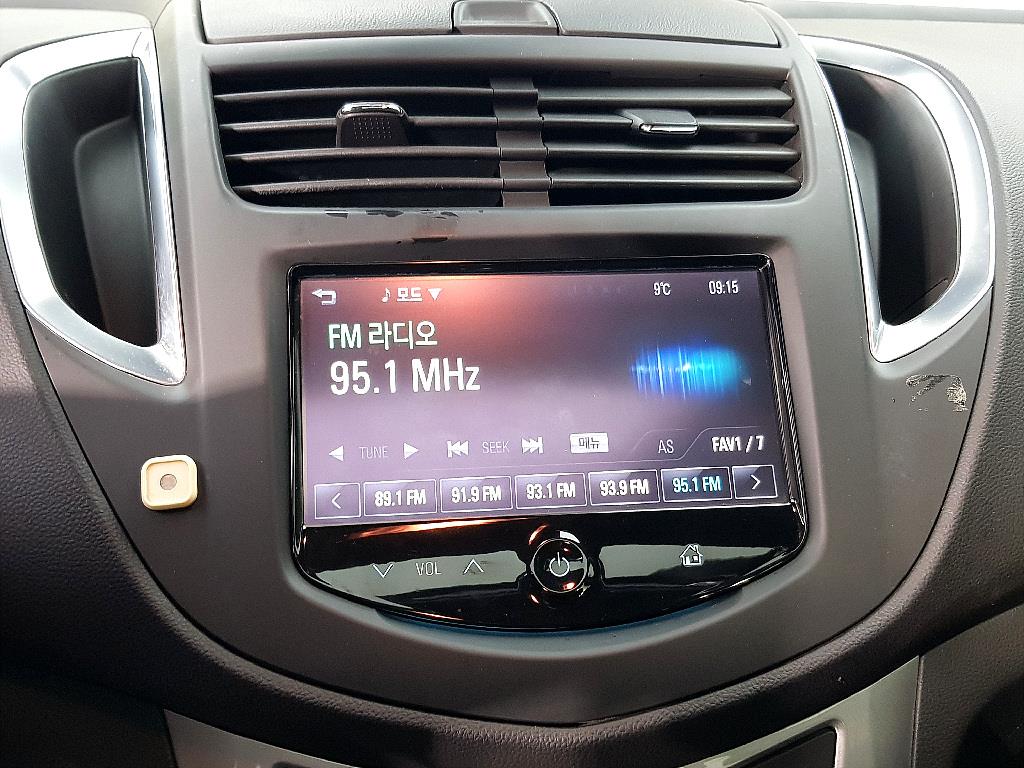 모드 9°C 09:15
FM 라디오
95.1 MHz
TUNE SEEK 메뉴 AS FAV1 / 7
89.1 FM 91.9 FM 93.1 FM 93.9 FM 95.1 FM
VOL